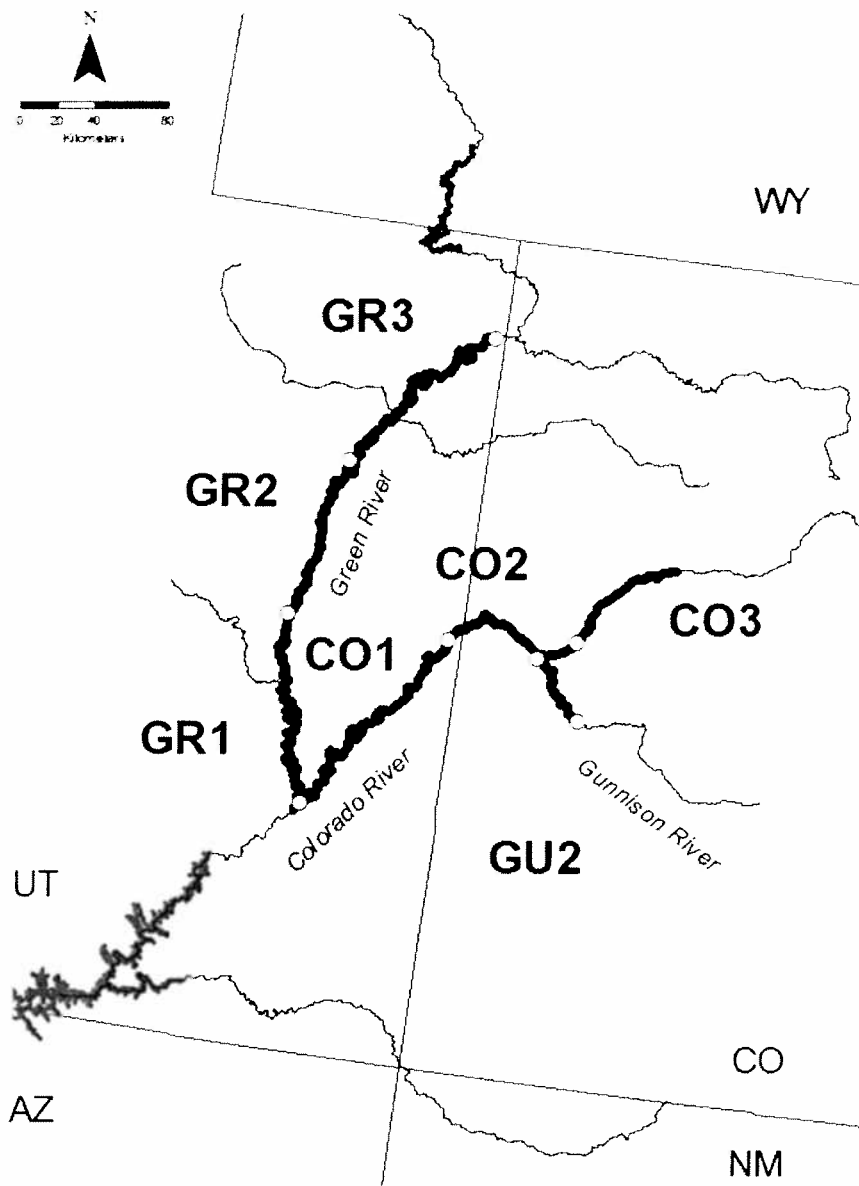 N
0 20 40 80
Kilometers
WY
GR3
GR2
Green River
CO2
CO1
CO3
GR1
Colorado River
Gunnison River
GU2
UT
CO
AZ
NM